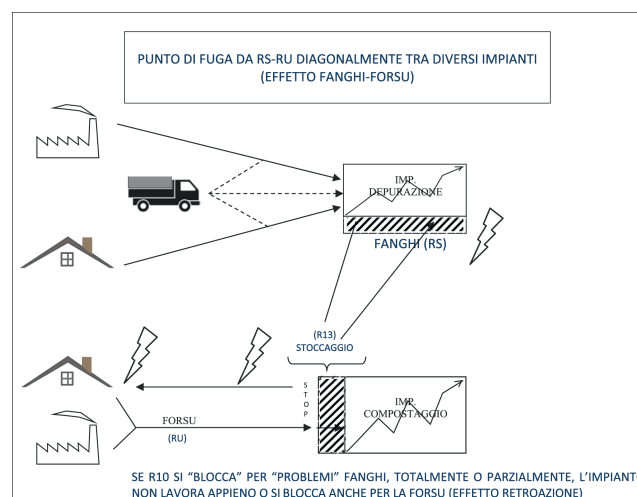 PUNTO DI FUGA DA RS-RU DIAGONALMENTE TRA DIVERSI IMPIANTI
(EFFETTO FANGHI-FORSU)
IMP.
DEPURAZIONE
FANGHI (RS)
(R13)
STOCCAGGIO
STOP
IMP.
COMPOSTAGGIO
FORSU
(RU)
SE R10 SI “BLOCCA” PER “PROBLEMI” FANGHI, TOTALMENTE O PARZIALMENTE, L’IMPIANTO
NON LAVORA APPIENO O SI BLOCCA ANCHE PER LA FORSU (EFFETTO RETROAZIONE)